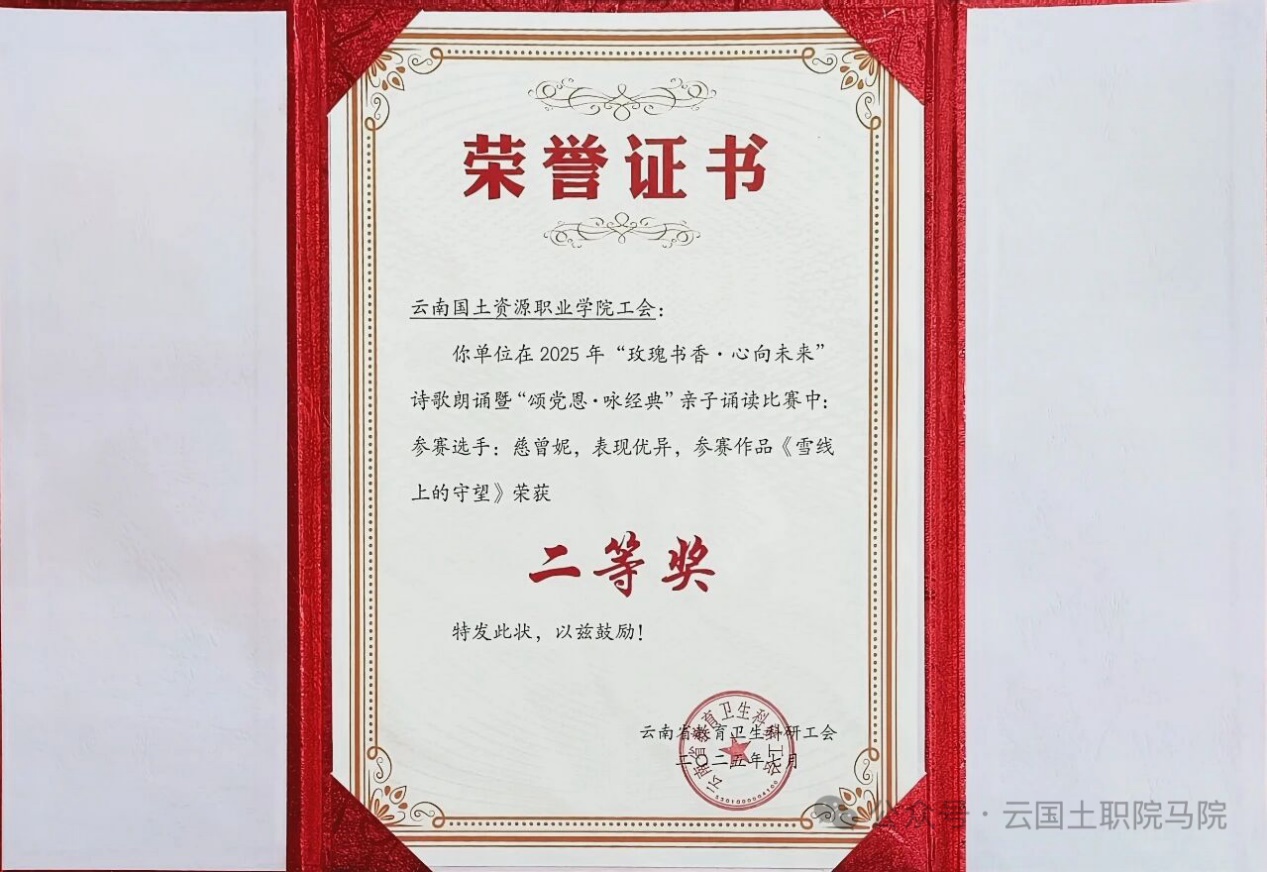 荣誉证书
云南国土资源职业学院工会：
你单位在2025年“玫瑰书香·心向未来”
诗歌朗诵暨“颂党恩·咏经典”亲子诵读比赛中：
参赛选手：慈曾妮，表现优异，参赛作品《雪线
上的守望》荣获
二等奖
特发此状，以兹鼓励！
云南省教育卫生科研工会
二〇二五年七月
公众号·云国土职院马院